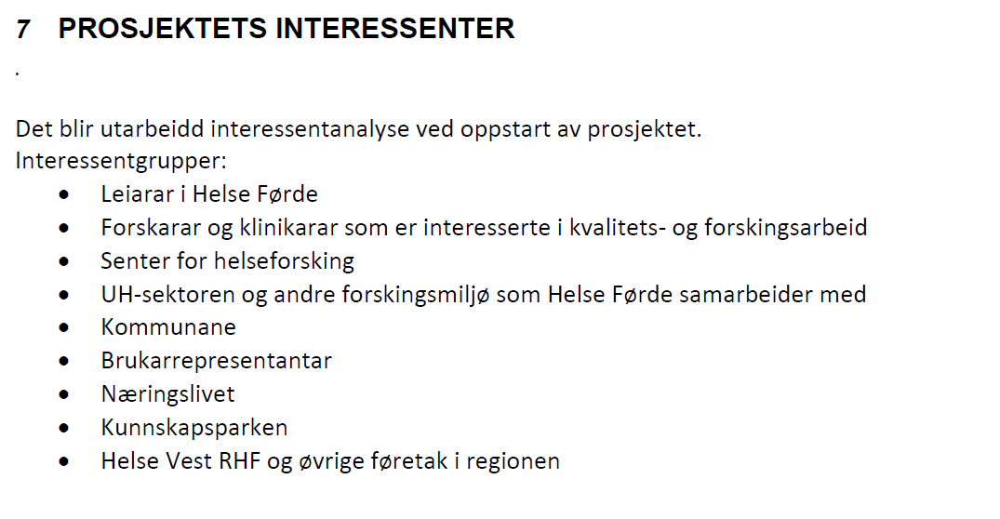 7 PROSJEKTETS INTERESSENTER
.
Det blir utarbeidd interessentanalyse ved oppstart av prosjektet.
Interessentgrupper:
• Leiarar i Helse Førde
• Forskarar og klinikarar som er interesserte i kvalitets- og forskingsarbeid
• Senter for helseforsking
• UH-sektoren og andre forskingsmiljø som Helse Førde samarbeider med
• Kommunane
• Brukarrepresentantar
• Næringslivet
• Kunnskapsparken
• Helse Vest RHF og øvrige føretak i regionen